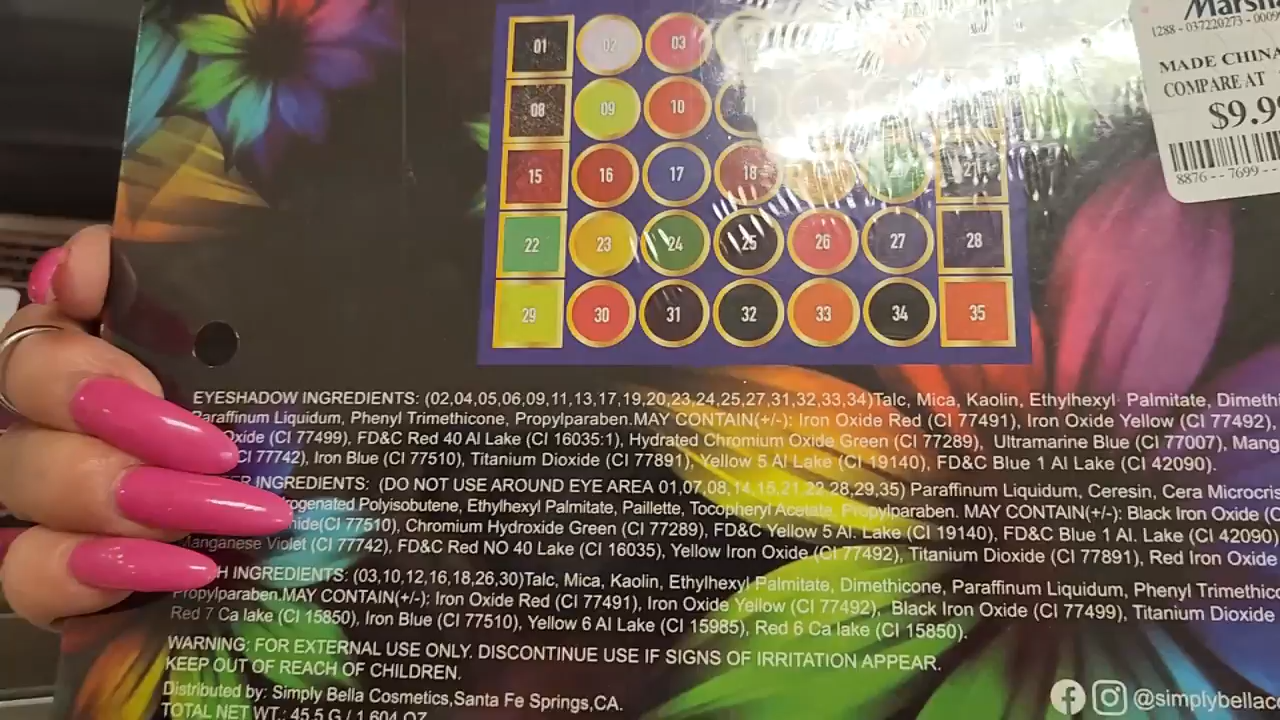 Marsha
1288 - 037220273 - 0009
MADE CHINA
COMPARE AT
$9.9
8876 - - 7699 - -
01 02 03
08 09 10 11
15 16 17 18 21
22 23 24 25 26 27 28
29 30 31 32 33 34 35
EYESHADOW INGREDIENTS: (02,04,05,06,09,11,13,17,19,20,23,24,25,27,31,32,33,34)Talc, Mica, Kaolin, Ethylhexyl Palmitate, Dimethi
Paraffinum Liquidum, Phenyl Trimethicone, Propylparaben.MAY CONTAIN(+/-): Iron Oxide Red (CI 77491), Iron Oxide Yellow (CI 77492),
Oxide (CI 77499), FD&C Red 40 Al Lake (CI 16035:1), Hydrated Chromium Oxide Green (CI 77289), Ultramarine Blue (CI 77007), Mang
CI 77742), Iron Blue (CI 77510), Titanium Dioxide (CI 77891), Yellow 5 Al Lake (CI 19140), FD&C Blue 1 Al Lake (CI 42090).
INGREDIENTS: (DO NOT USE AROUND EYE AREA 01,07,08,14,15,21,22,28,29,35) Paraffinum Liquidum, Ceresin, Cera Microcris
rogenated Polyisobutene, Ethylhexyl Palmitate, Paillette, Tocopheryl Acetate, Propylparaben. MAY CONTAIN(+/-): Black Iron Oxide (C
ide(CI 77510), Chromium Hydroxide Green (CI 77289), FD&C Yellow 5 Al. Lake (CI 19140), FD&C Blue 1 Al. Lake (CI 42090)
Manganese Violet (CI 77742), FD&C Red NO 40 Lake (CI 16035), Yellow Iron Oxide (CI 77492), Titanium Dioxide (CI 77891), Red Iron Oxide
H INGREDIENTS: (03,10,12,16,18,26,30)Talc, Mica, Kaolin, Ethylhexyl Palmitate, Dimethicone, Paraffinum Liquidum, Phenyl Trimethico
Propylparaben.MAY CONTAIN(+/-): Iron Oxide Red (CI 77491), Iron Oxide Yellow (CI 77492), Black Iron Oxide (CI 77499), Titanium Dioxide
Red 7 Ca lake (CI 15850), Iron Blue (CI 77510), Yellow 6 Al Lake (CI 15985), Red 6 Ca lake (CI 15850).
WARNING: FOR EXTERNAL USE ONLY. DISCONTINUE USE IF SIGNS OF IRRITATION APPEAR.
KEEP OUT OF REACH OF CHILDREN.
Distributed by: Simply Bella Cosmetics,Santa Fe Springs,CA.
TOTAL NET WT.: 45.5 G / 1.604 OZ
@simplybellac